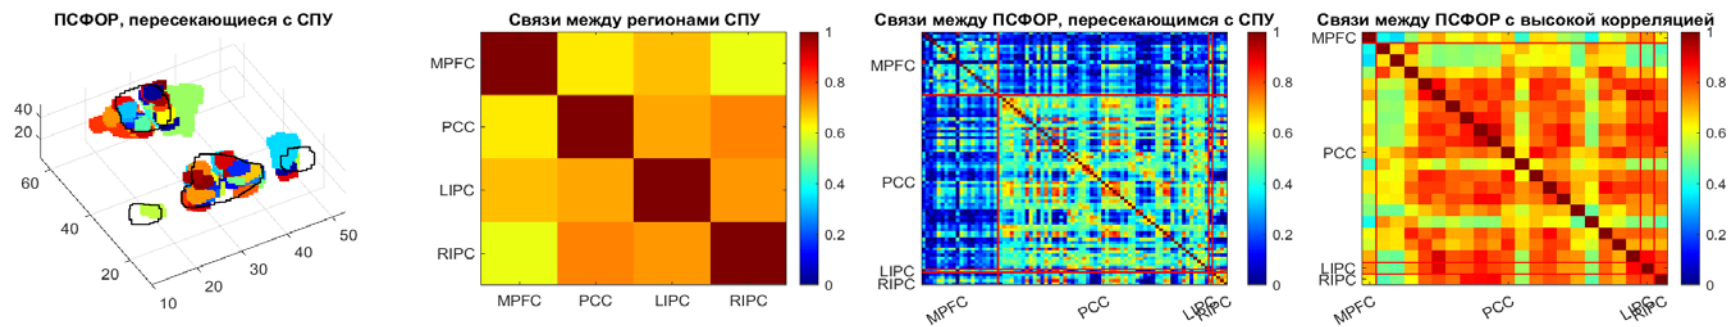 ПСФОР, пересекающиеся с СПУ
40
20
60
40
20
10
20
30
40
50
Связи между регионами СПУ
MPFC
PCC
LIPC
RIPC
MPFC
PCC
LIPC
RIPC
1
0.8
0.6
0.4
0.2
0
Связи между ПСФОР, пересекающимся с СПУ
MPFC
PCC
LIPC
RIPC
MPFC
PCC
LIPC
RIPC
1
0.8
0.6
0.4
0.2
0
Связи между ПСФОР с высокой корреляцией
MPFC
PCC
LIPC
RIPC
MPFC
PCC
LIPC
RIPC
1
0.8
0.6
0.4
0.2
0